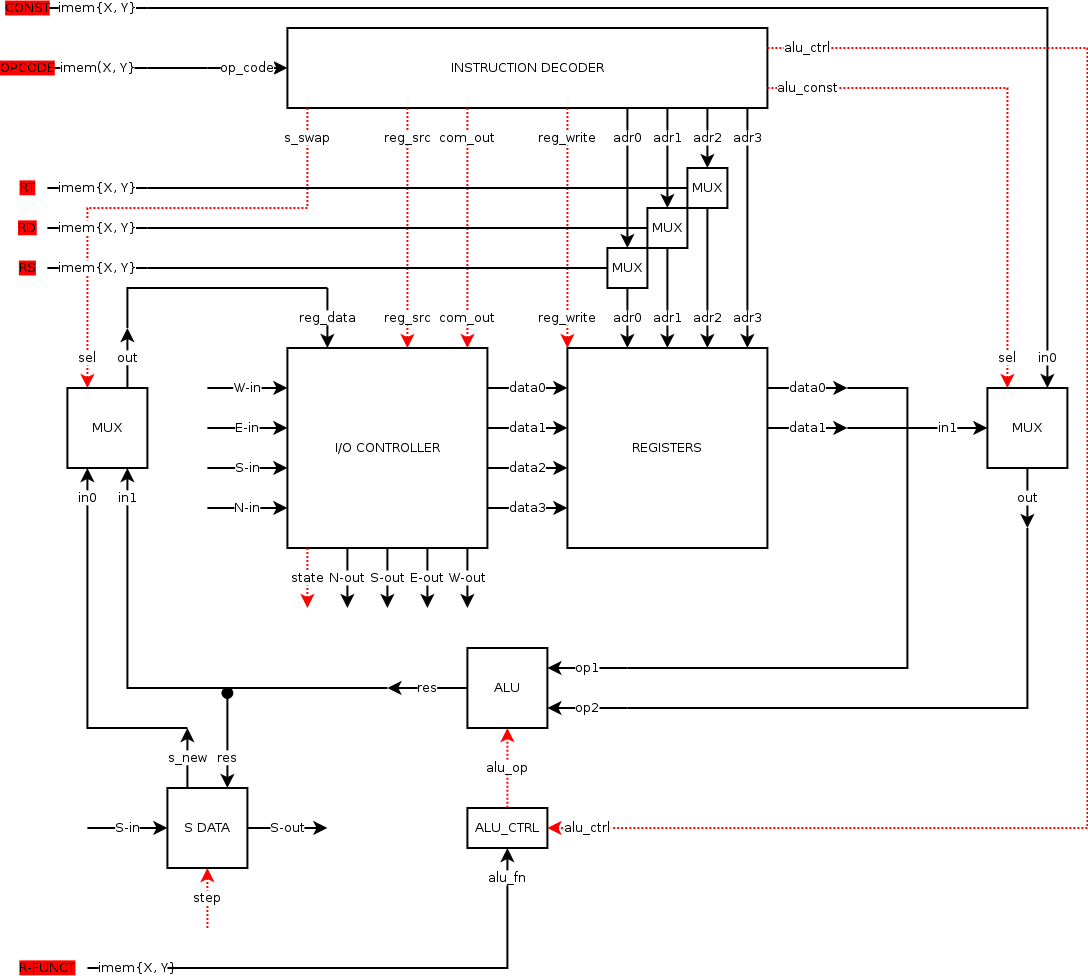 CONST imem{X, Y}
alu_ctrl
OPCODE imem(X, Y} op_code INSTRUCTION DECODER
alu_const
s_swap reg_src com_out reg_write adr0 adr1 adr2 adr3
RT imem{X, Y} MUX
RD imem{X, Y} MUX
RS imem{X, Y} MUX
reg_data reg_src com_out reg_write adr0 adr1 adr2 adr3
sel out sel in0
W-in data0 data0
MUX E-in data1 data1 in1 MUX
I/O CONTROLLER REGISTERS
S-in data2
in0 in1 out
N-in data3
state N-out S-out E-out W-out
op1
res ALU
op2
s_new res alu_op
S-in S DATA S-out ALU_CTRL alu_ctrl
alu_fn
step
R-FUNCT imem{X, Y}